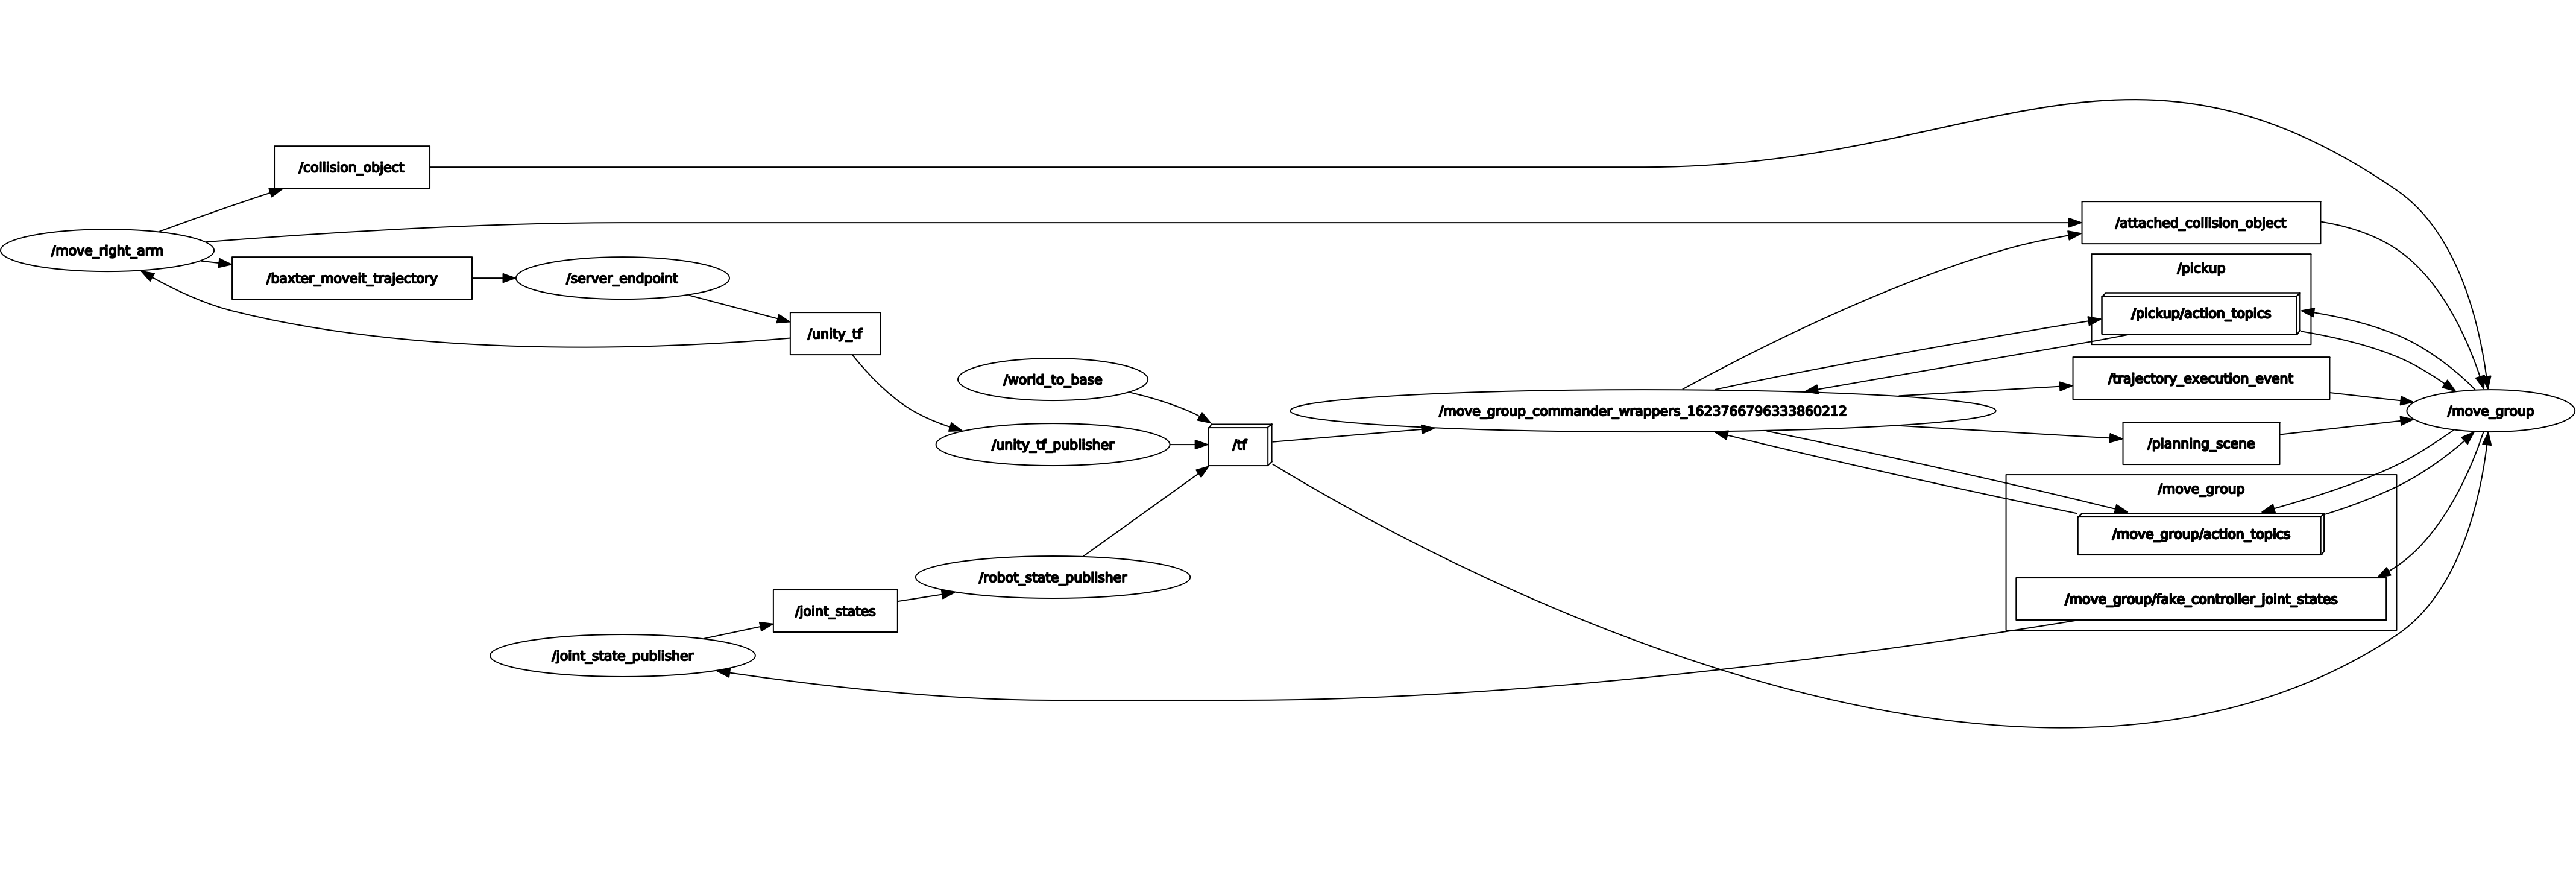 /collision_object
/attached_collision_object
/move_right_arm
/pickup
/baxter_moveit_trajectory
/server_endpoint
/pickup/action_topics
/unity_tf
/world_to_base
/trajectory_execution_event
/move_group_commander_wrappers_1623766796333860212
/move_group
/unity_tf_publisher
/tf
/planning_scene
/move_group
/move_group/action_topics
/robot_state_publisher
/move_group/fake_controller_joint_states
/joint_states
/joint_state_publisher